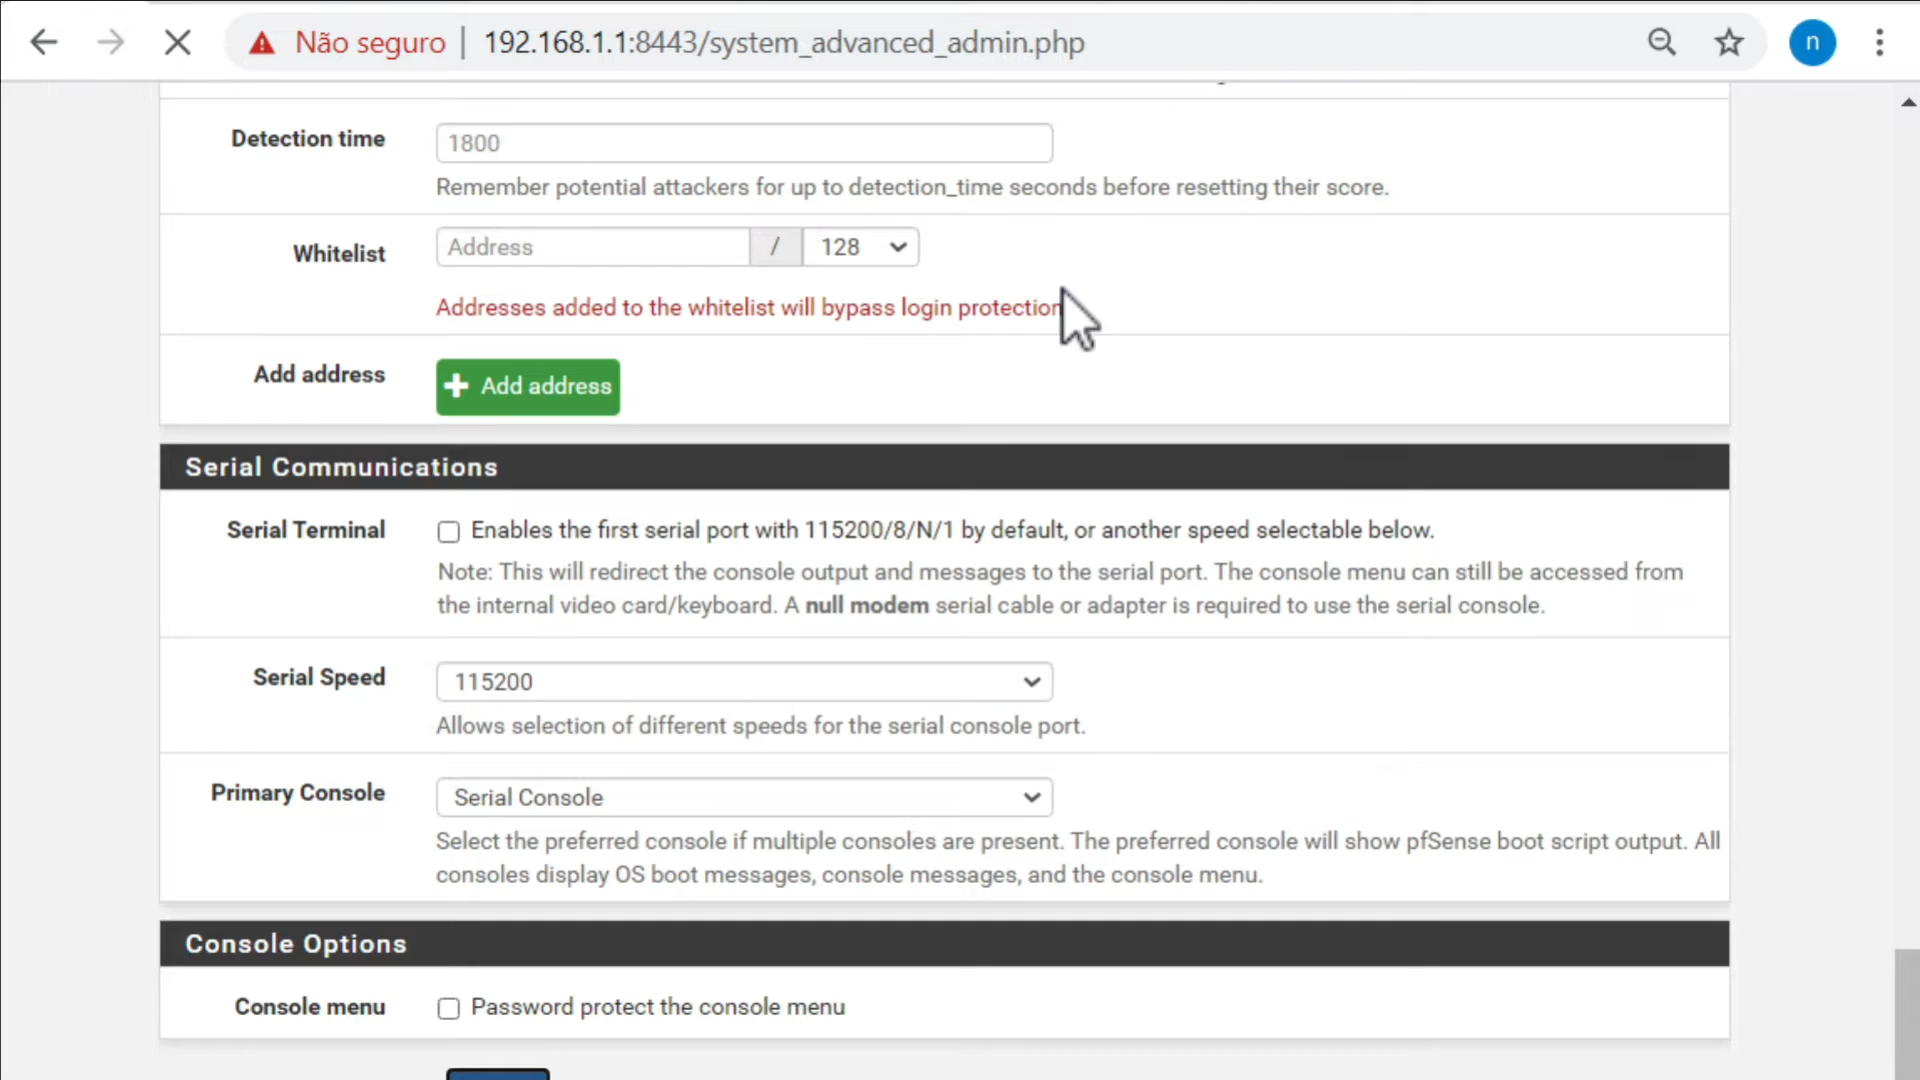 Não seguro | 192.168.1.1:8443/system_advanced_admin.php
n
Detection time
1800
Remember potential attackers for up to detection_time seconds before resetting their score.
Whitelist
Address / 128
Addresses added to the whitelist will bypass login protection
Add address
Add address
Serial Communications
Serial Terminal
Enables the first serial port with 115200/8/N/1 by default, or another speed selectable below.
Note: This will redirect the console output and messages to the serial port. The console menu can still be accessed from
the internal video card/keyboard. A null modem serial cable or adapter is required to use the serial console.
Serial Speed
115200
Allows selection of different speeds for the serial console port.
Primary Console
Serial Console
Select the preferred console if multiple consoles are present. The preferred console will show pfSense boot script output. All
consoles display OS boot messages, console messages, and the console menu.
Console Options
Console menu
Password protect the console menu